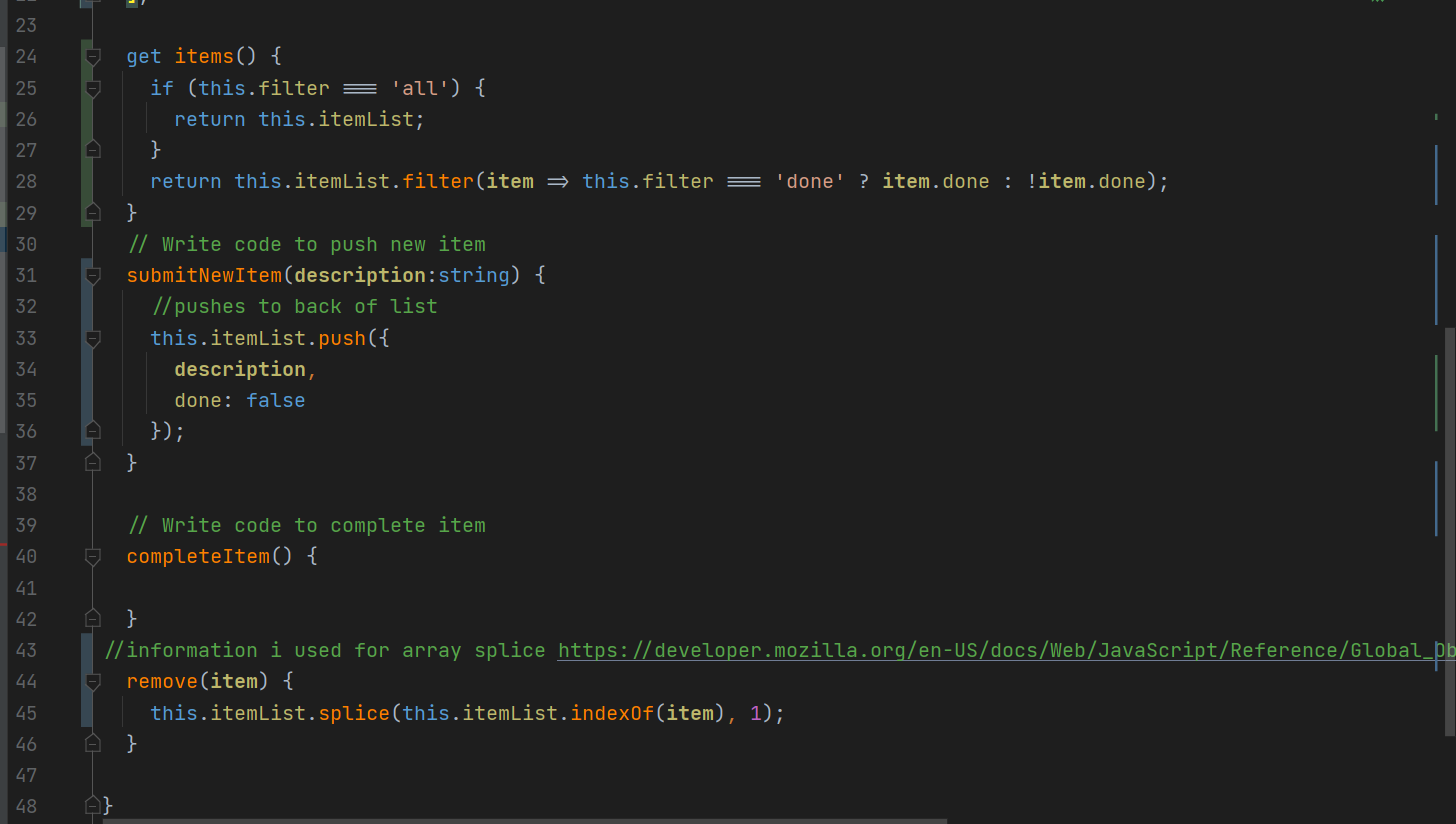 23
24 get items() {
25 if (this.filter === 'all') {
26 return this.itemList;
27 }
28 return this.itemList.filter(item => this.filter === 'done' ? item.done : !item.done);
29 }
30 // Write code to push new item
31 submitNewItem(description:string) {
32 //pushes to back of list
33 this.itemList.push({
34 description,
35 done: false
36 });
37 }
38
39 // Write code to complete item
40 completeItem() {
41
42 }
43 //information i used for array splice https://developer.mozilla.org/en-US/docs/Web/JavaScript/Reference/Global_Ob
44 remove(item) {
45 this.itemList.splice(this.itemList.indexOf(item), 1);
46 }
47
48 }